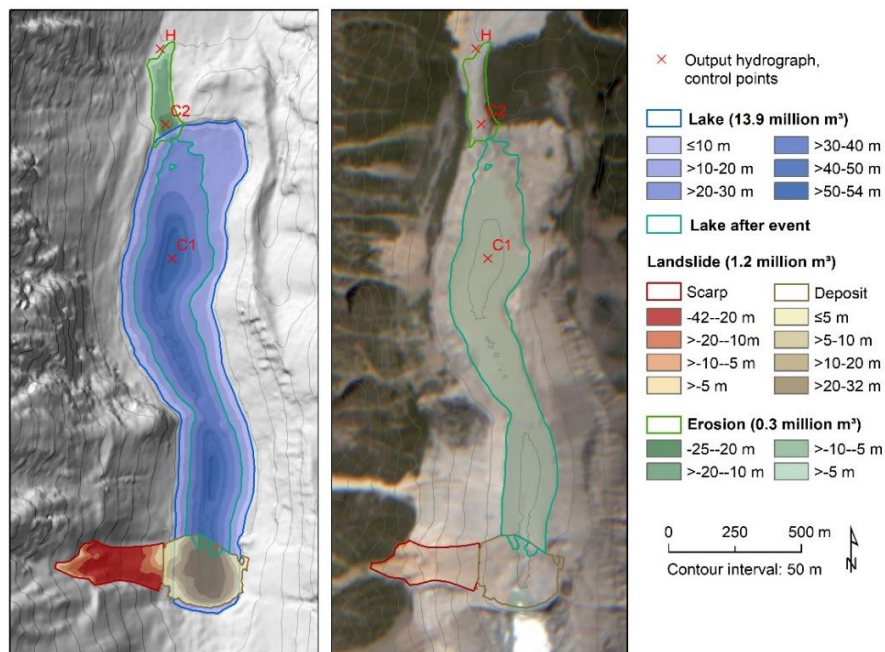 H
C2
C1
H
C2
C1
Output hydrograph,
control points
Lake (13.9 million m³)
≤10 m
>30-40 m
>10-20 m
>40-50 m
>20-30 m
>50-54 m
Lake after event
Landslide (1.2 million m³)
Scarp
Deposit
-42--20 m
≤5 m
>-20--10m
>5-10 m
>-10--5 m
>10-20 m
>-5 m
>20-32 m
Erosion (0.3 million m³)
-25--20 m
>-10--5 m
>-20--10 m
>-5 m
0 250 500 m
Contour interval: 50 m
N